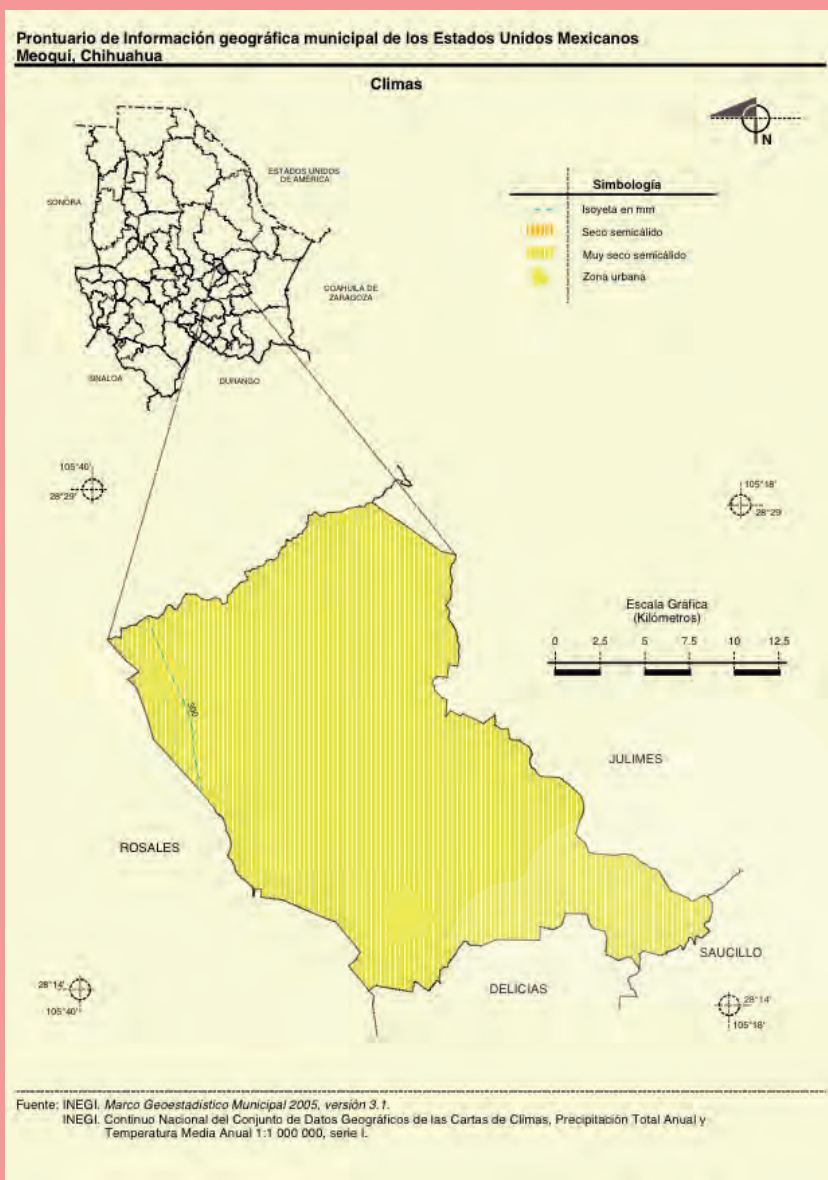 Prontuario de Información geográfica municipal de los Estados Unidos Mexicanos
Meoqui, Chihuahua
Climas
N
ESTADOS UNIDOS
DE AMÉRICA
SONORA
COAHUILA DE
ZARAGOZA
SINALOA
DURANGO
Simbología
Isoyeta en mm
Seco semicálido
Muy seco semicálido
Zona urbana
105°40'
28°29'
105°18'
28°29
Escala Gráfica
(Kilómetros)
0 2.5 5 7.5 10 12.5
300
JULIMES
ROSALES
SAUCILLO
DELICIAS
28°14'
105°40'
28°14'
105°18'
Fuente: INEGI. Marco Geoestadístico Municipal 2005, versión 3.1.
INEGI. Continuo Nacional del Conjunto de Datos Geográficos de las Cartas de Climas, Precipitación Total Anual y
Temperatura Media Anual 1:1 000 000, serie I.